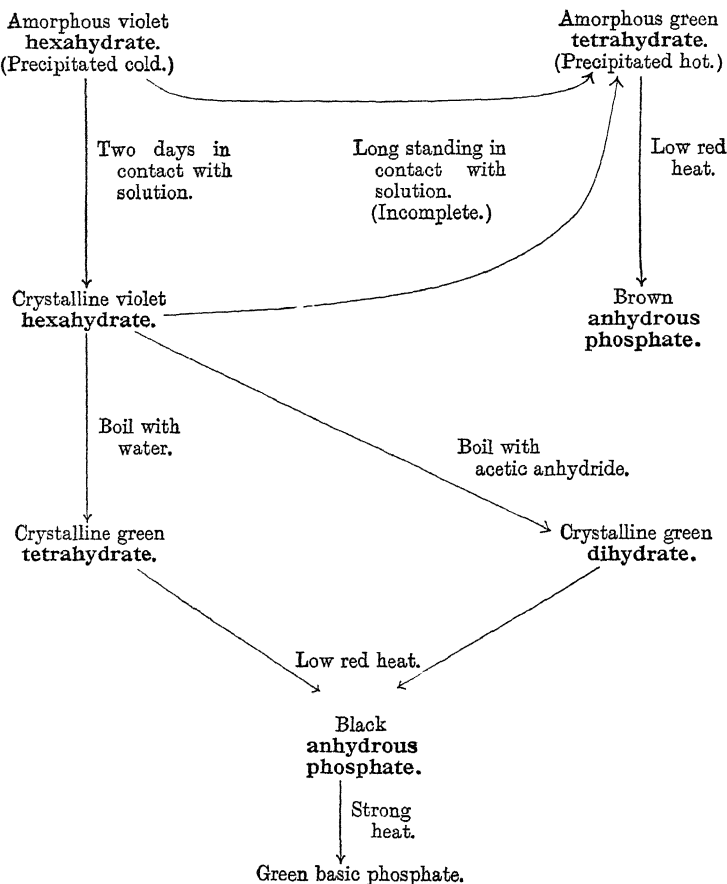 Amorphous violet
hexahydrate.
(Precipitated cold.)
Amorphous green
tetrahydrate.
(Precipitated hot.)
Two days in
contact with
solution.
Long standing in
contact with
solution.
(Incomplete.)
Low red
heat.
Crystalline violet
hexahydrate.
Brown
anhydrous
phosphate.
Boil with
water.
Boil with
acetic anhydride.
Crystalline green
tetrahydrate.
Crystalline green
dihydrate.
Low red heat.
Black
anhydrous
phosphate.
Strong
heat.
Green basic phosphate.